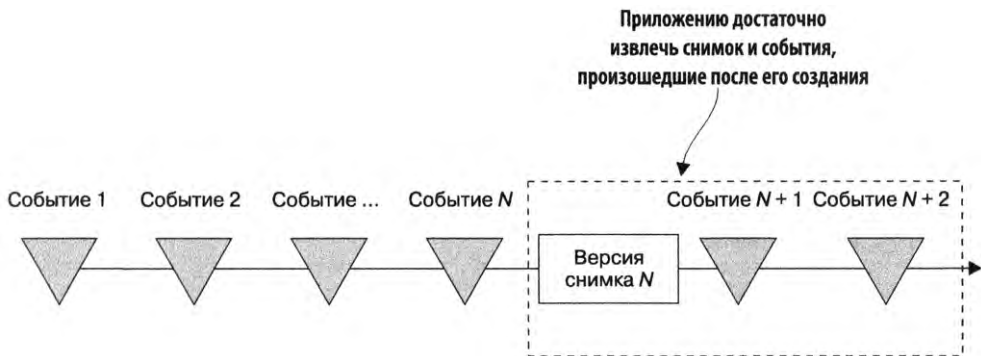 Приложению достаточно
извлечь снимок и события,
произошедшие после его создания
Событие 1
Событие 2
Событие ...
Событие N
Событие N + 1
Событие N + 2
Версия
снимка N